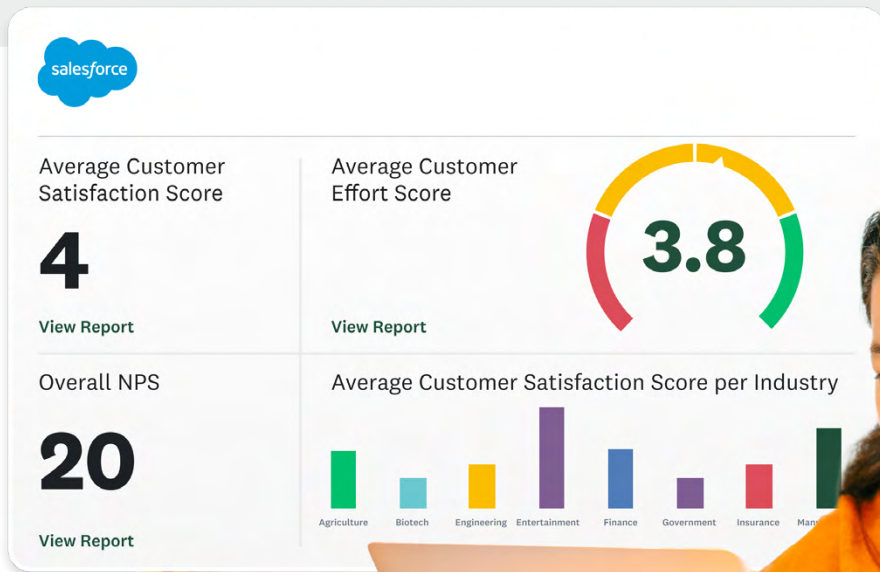 salesforce
Average Customer
Satisfaction Score
4
View Report
Average Customer
Effort Score
3.8
View Report
Overall NPS
20
View Report
Average Customer Satisfaction Score per Industry
Agriculture
Biotech
Engineering
Entertainment
Finance
Government
Insurance